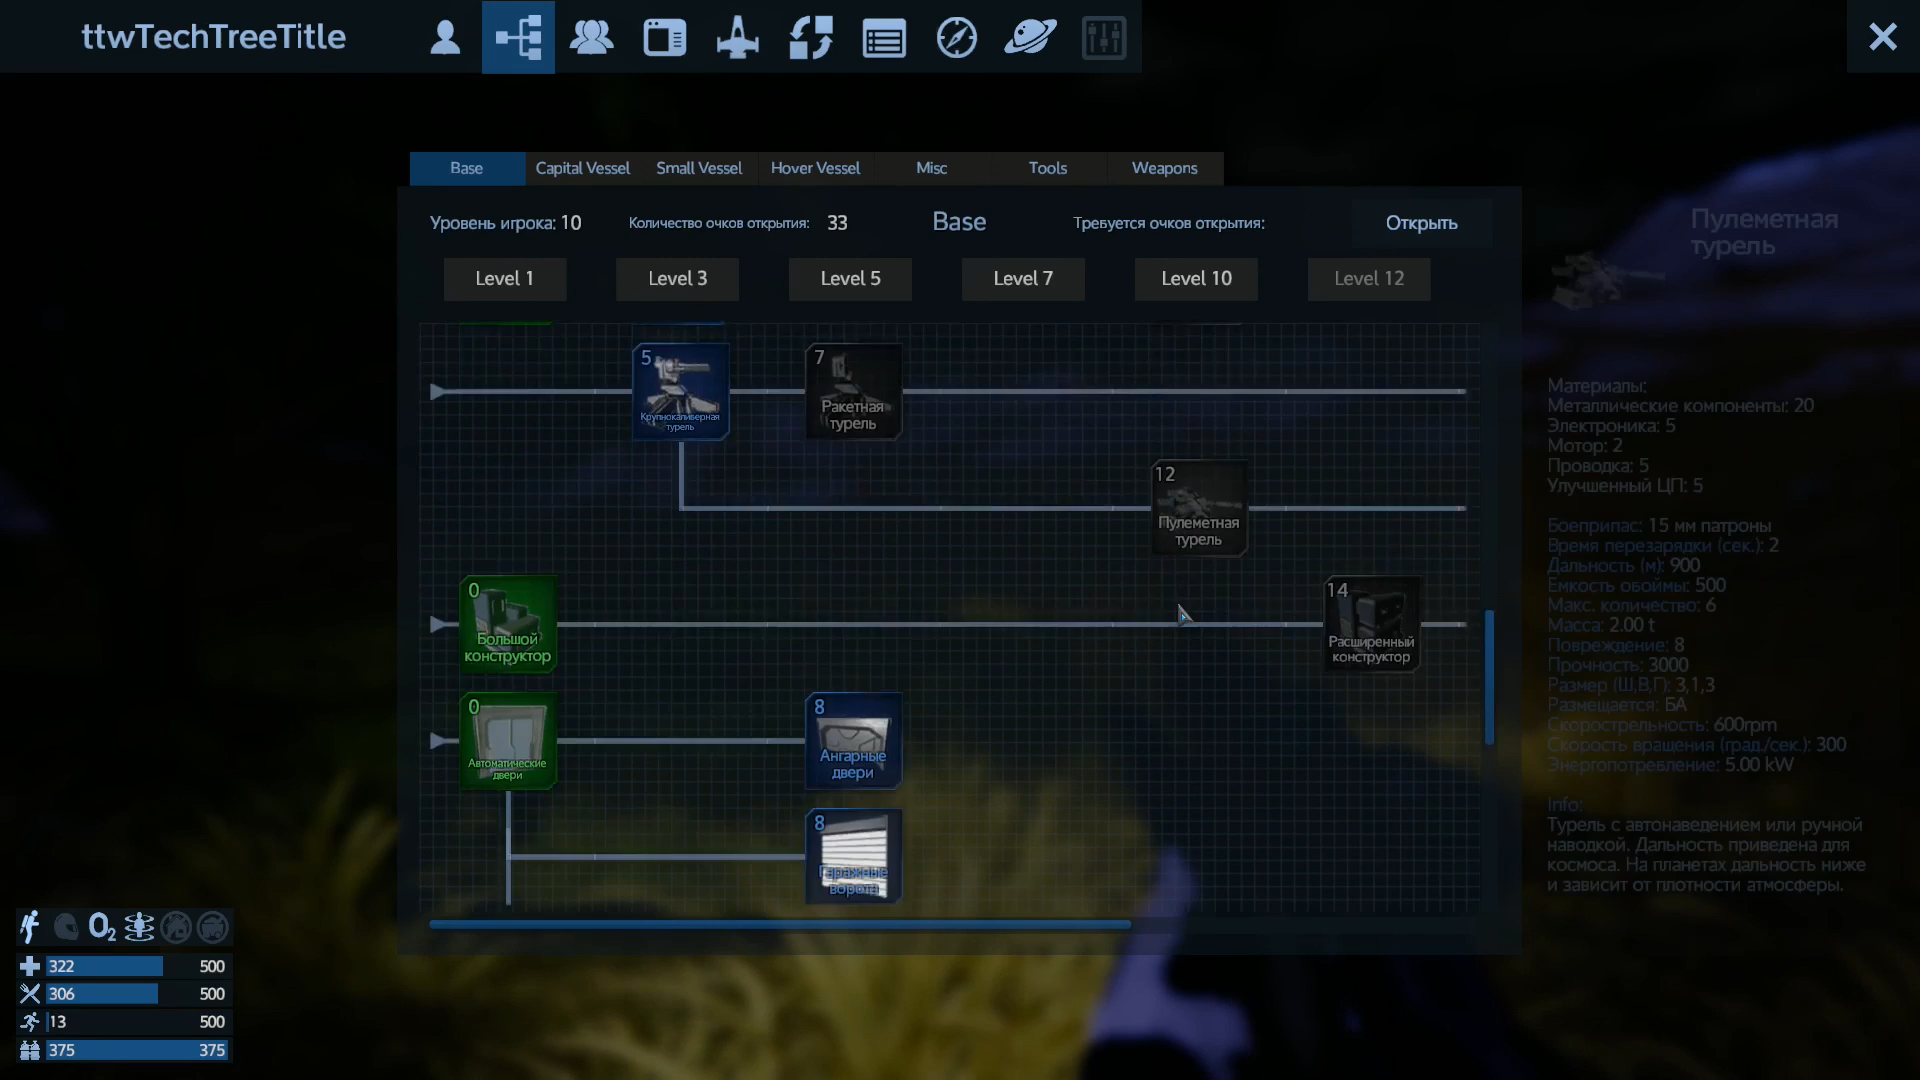 ttwTechTreeTitle
Base
Capital Vessel
Small Vessel
Hover Vessel
Misc
Tools
Weapons
Уровень игрока: 10
Количество очков открытия: 33
Base
Требуется очков открытия:
Открыть
Level 1
Level 3
Level 5
Level 7
Level 10
Level 12
5
Крупнокалиберная
турель
7
Ракетная
турель
12
Пулеметная
турель
0
Большой
конструктор
14
Расширенный
конструктор
0
Автоматические
двери
8
Ангарные
двери
8
Гаражные
ворота
Пулеметная
турель
Материалы:
Металлические компоненты: 20
Электроника: 5
Мотор: 2
Проводка: 5
Улучшенный ЦП: 5
Боеприпас: 15 мм патроны
Время перезарядки (сек.): 2
Дальность (м): 900
Емкость обоймы: 500
Макс. количество: 6
Масса: 2.00 t
Повреждение: 8
Прочность: 3000
Размер (Ш,В,Г): 3,1,3
Размещается: БА
Скорострельность: 600rpm
Скорость вращения (град./сек.): 300
Энергопотребление: 5.00 kW
Info:
Турель с автонаведением или ручной
наводкой. Дальность приведена для
космоса. На планетах дальность ниже
и зависит от плотности атмосферы.
O2
322 500
306 500
13 500
375 375